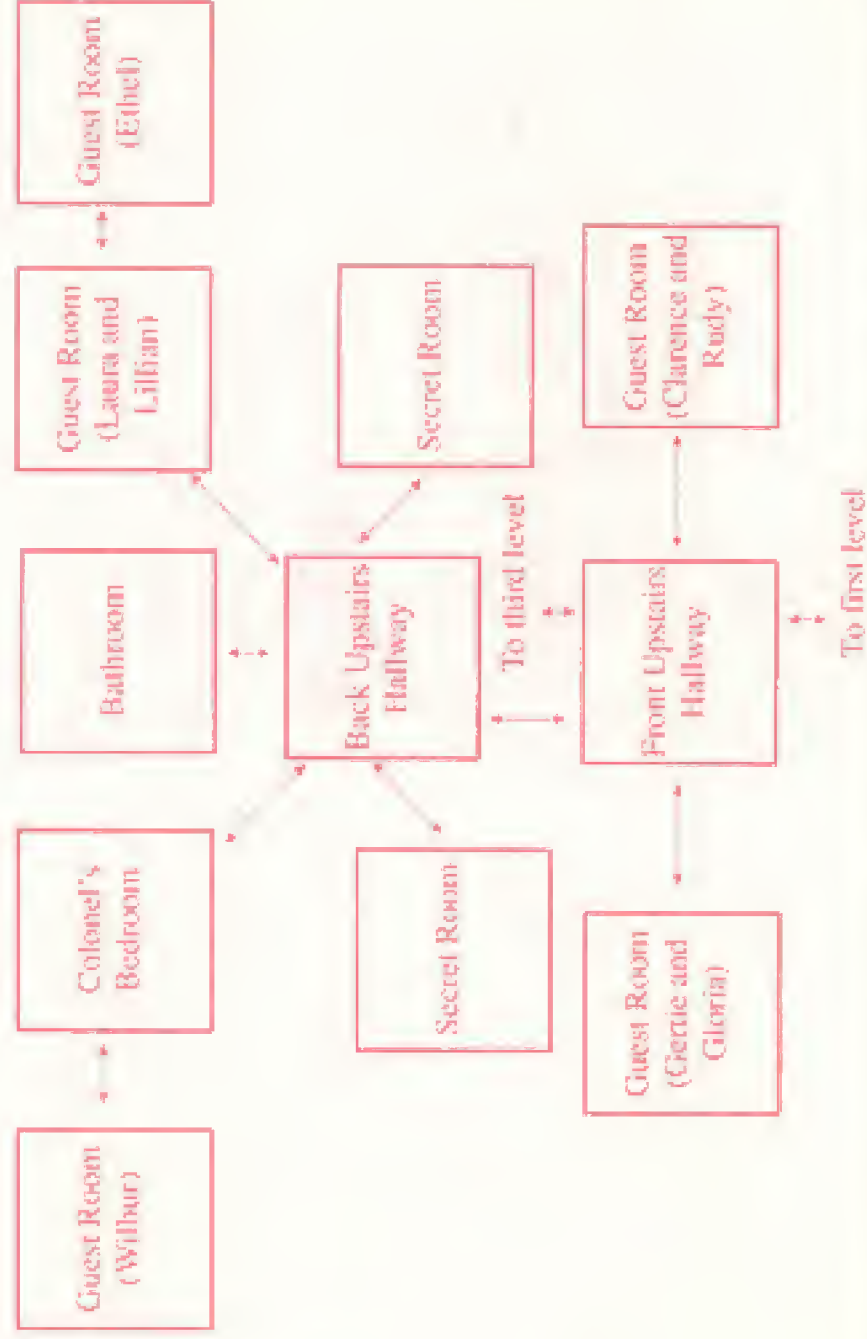 Guest Room
(Wilbur)
Colonel's
Bedroom
Bathroom
Guest Room
(Laura and
Lillian)
Guest Room
(Ethel)
Secret Room
Back Upstairs
Hallway
Secret Room
To third level
Guest Room
(Gertie and
Gloria)
Front Upstairs
Hallway
Guest Room
(Clarence and
Rudy)
To first level